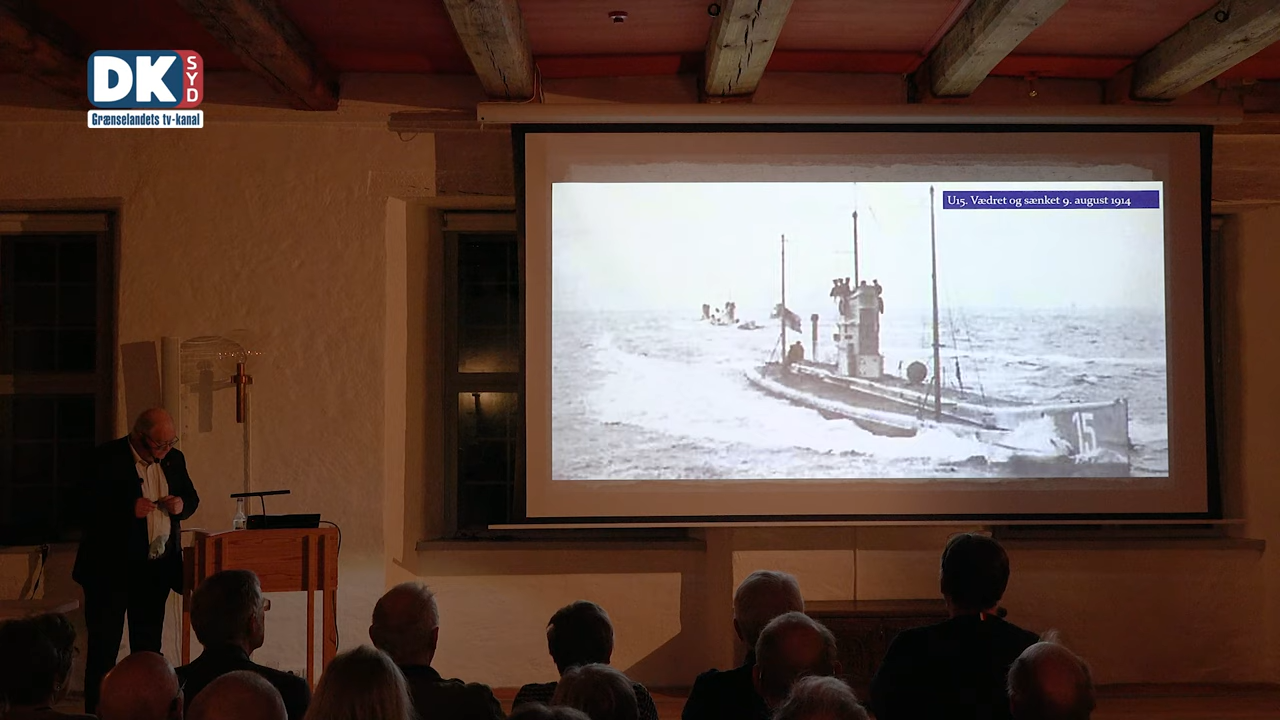 DK
SYD
Grænselandets tv-kanal
U15. Vædret og sænket 9. august 1914
15